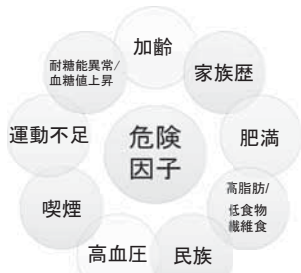 加齢
家族歴
肥満
高脂肪/
低食物
繊維食
民族
高血圧
喫煙
運動不足
耐糖能異常/
血糖値上昇
危険
因子